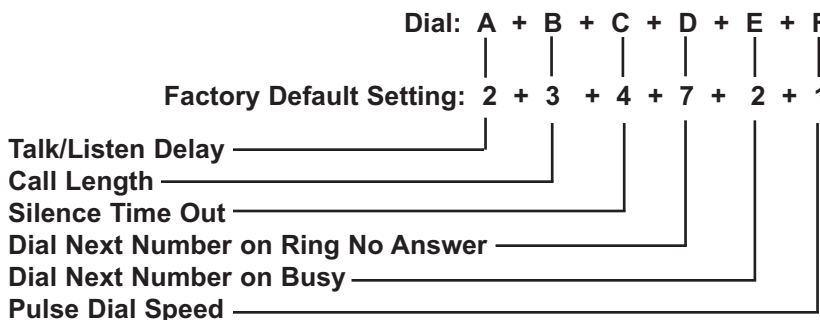 Dial: A + B + C + D + E + F
Factory Default Setting: 2 + 3 + 4 + 7 + 2 +
Talk/Listen Delay
Call Length
Silence Time Out
Dial Next Number on Ring No Answer
Dial Next Number on Busy
Pulse Dial Speed